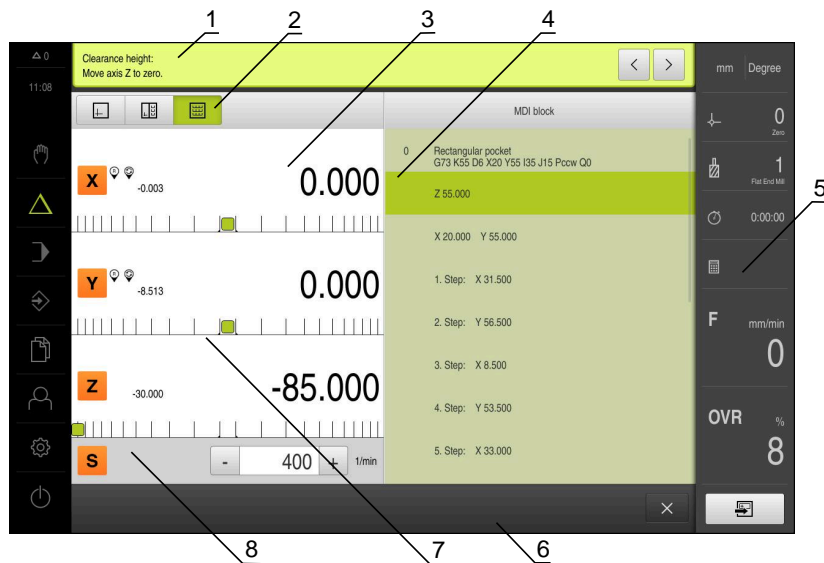 1
2
3
4
0
11:08
Clearance height:
Move axis Z to zero.
< >
mm Degree
MDI block
0
Zero
X
R
-0.003
0.000
0 Rectangular pocket
G73 K55 D6 X20 Y55 I35 J15 Pccw Q0
Z 55.000
X 20.000 Y 55.000
1
Flat End Mill
5
0:00:00
Y
R
-8.513
0.000
1. Step: X 31.500
2. Step: Y 56.500
3. Step: X 8.500
F mm/min
0
Z
-30.000
-85.000
4. Step: Y 53.500
5. Step: X 33.000
OVR %
8
S
- 400 + 1/min
8
7
6